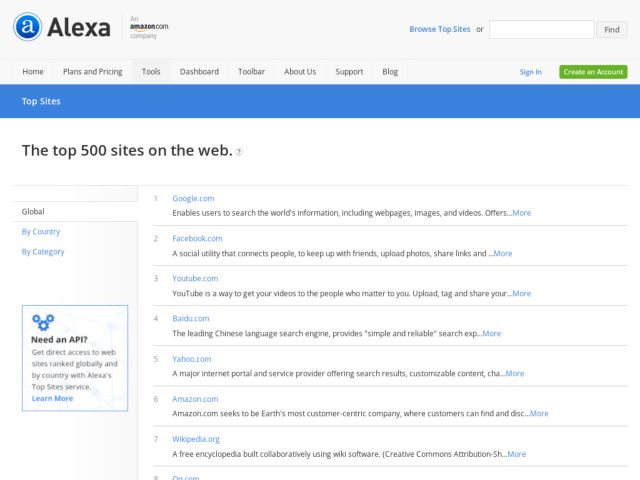 a Alexa
An
amazon.com
company
Browse Top Sites or
Find
Home Plans and Pricing Tools Dashboard Toolbar About Us Support Blog Sign In Create an Account
Top Sites
The top 500 sites on the web. ?
Global
By Country
By Category
Need an API?
Get direct access to web
sites ranked globally and
by country with Alexa's
Top Sites service.
Learn More
1 Google.com
Enables users to search the world's information, including webpages, images, and videos. Offers...More
2 Facebook.com
A social utility that connects people, to keep up with friends, upload photos, share links and ...More
3 Youtube.com
YouTube is a way to get your videos to the people who matter to you. Upload, tag and share your...More
4 Baidu.com
The leading Chinese language search engine, provides "simple and reliable" search exp...More
5 Yahoo.com
A major internet portal and service provider offering search results, customizable content, cha...More
6 Amazon.com
Amazon.com seeks to be Earth's most customer-centric company, where customers can find and disc...More
7 Wikipedia.org
A free encyclopedia built collaboratively using wiki software. (Creative Commons Attribution-Sh...More